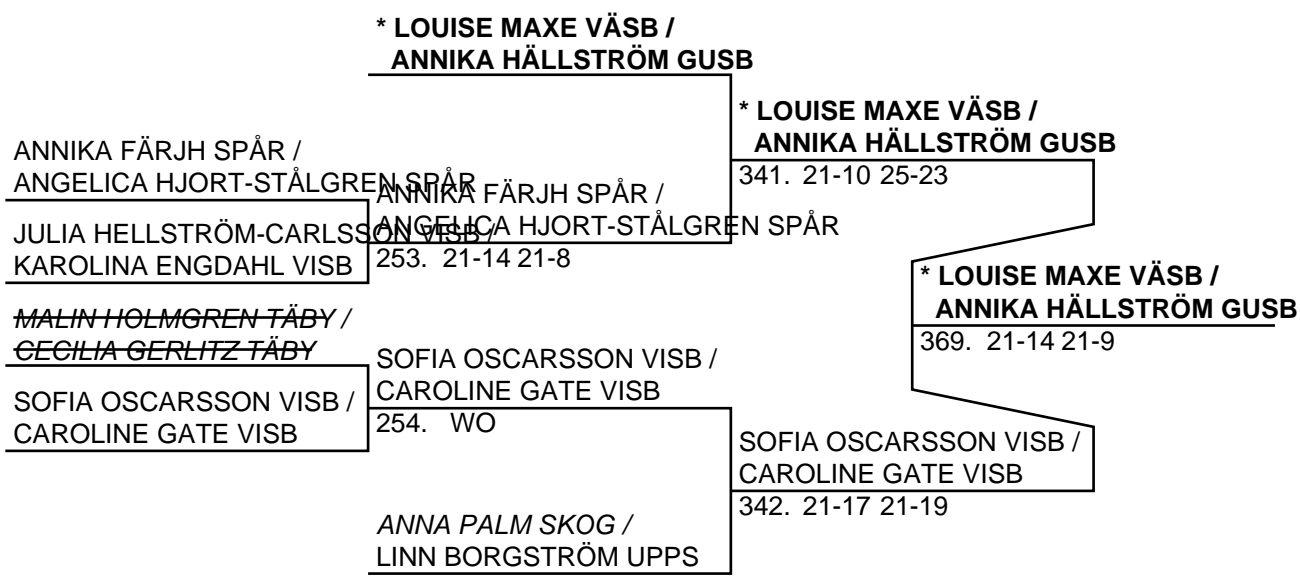 * LOUISE MAXE VÄSB /
ANNIKA HÄLLSTRÖM GUSB
* LOUISE MAXE VÄSB /
ANNIKA HÄLLSTRÖM GUSB
341. 21-10 25-23
ANNIKA FÄRJH SPÅR /
ANGELICA HJORT-STÅLGREN SPÅR
ANNIKA FÄRJH SPÅR /
ANGELICA HJORT-STÅLGREN SPÅR
253. 21-14 21-8
JULIA HELLSTRÖM-CARLSSON VISB /
KAROLINA ENGDAHL VISB
* LOUISE MAXE VÄSB /
ANNIKA HÄLLSTRÖM GUSB
369. 21-14 21-9
MALIN HOLMGREN TÄBY /
CECILIA GERLITZ TÄBY
SOFIA OSCARSSON VISB /
CAROLINE GATE VISB
254. WO
SOFIA OSCARSSON VISB /
CAROLINE GATE VISB
SOFIA OSCARSSON VISB /
CAROLINE GATE VISB
342. 21-17 21-19
ANNA PALM SKOG /
LINN BORGSTRÖM UPPS